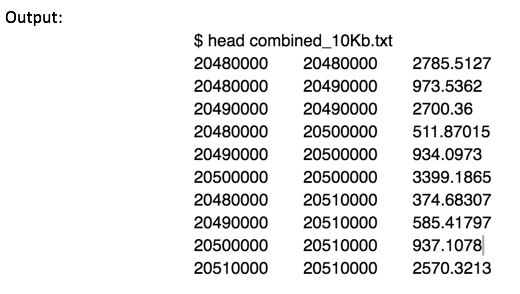 Output:
$ head combined_10Kb.txt
20480000 20480000 2785.5127
20480000 20490000 973.5362
20490000 20490000 2700.36
20480000 20500000 511.87015
20490000 20500000 934.0973
20500000 20500000 3399.1865
20480000 20510000 374.68307
20490000 20510000 585.41797
20500000 20510000 937.1078
20510000 20510000 2570.3213